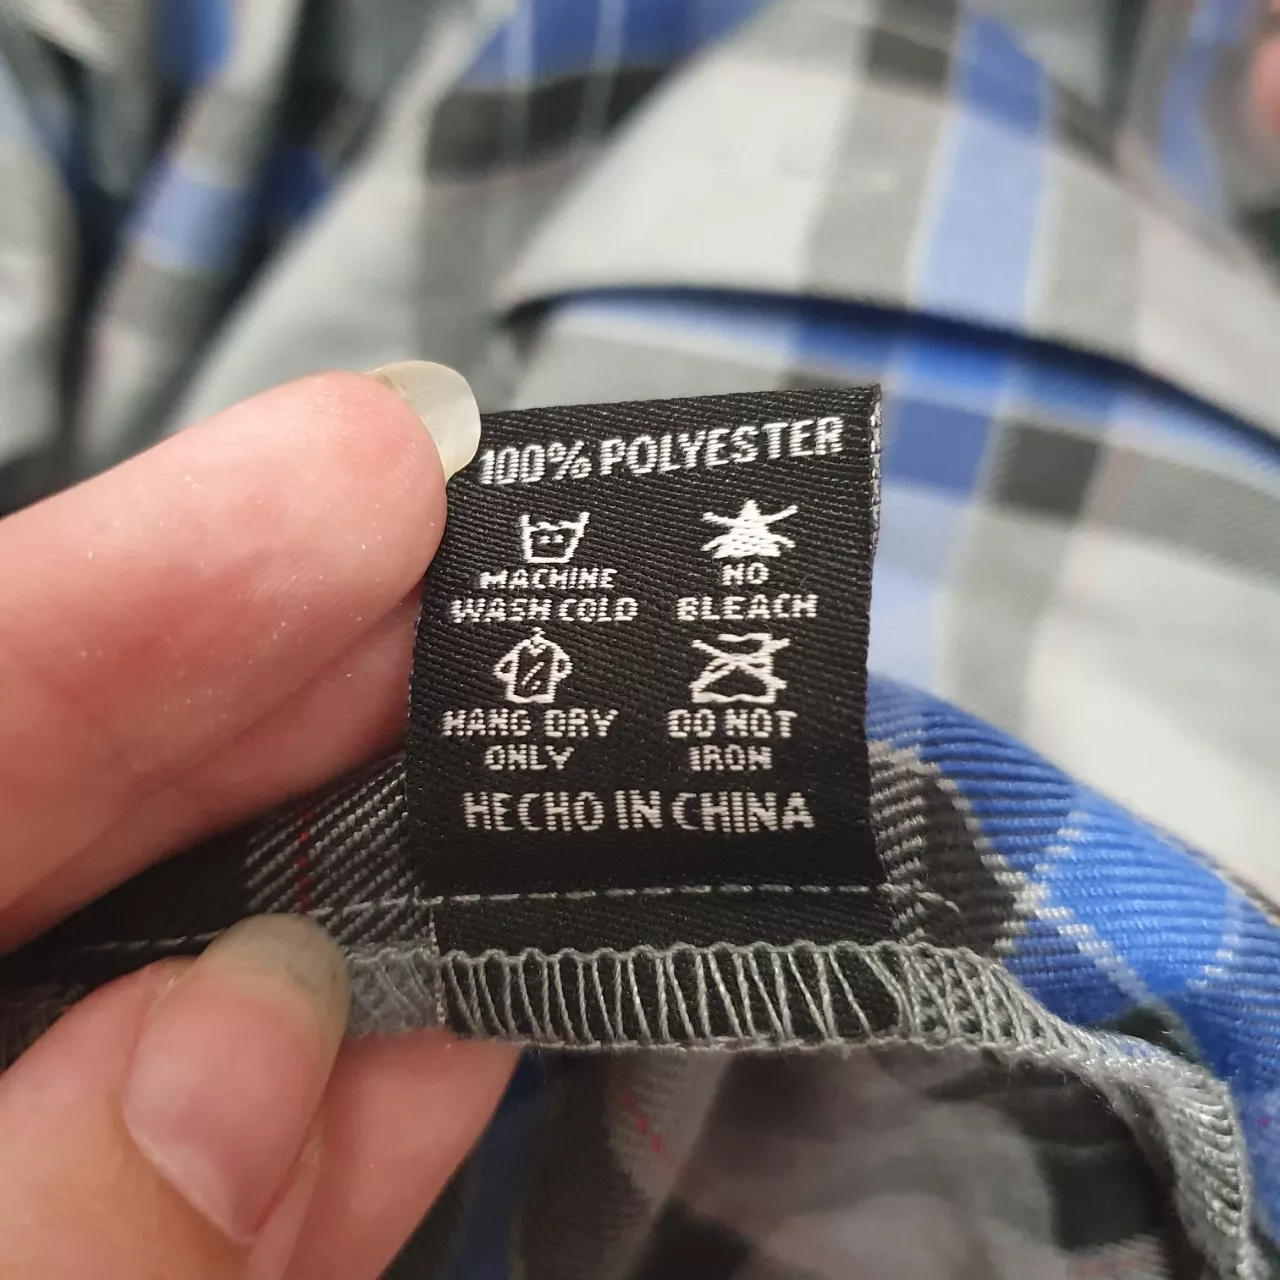 100% POLYESTER
MACHINE
WASH COLD
NO
BLEACH
HANG DRY
ONLY
DO NOT
IRON
HECHO IN CHINA